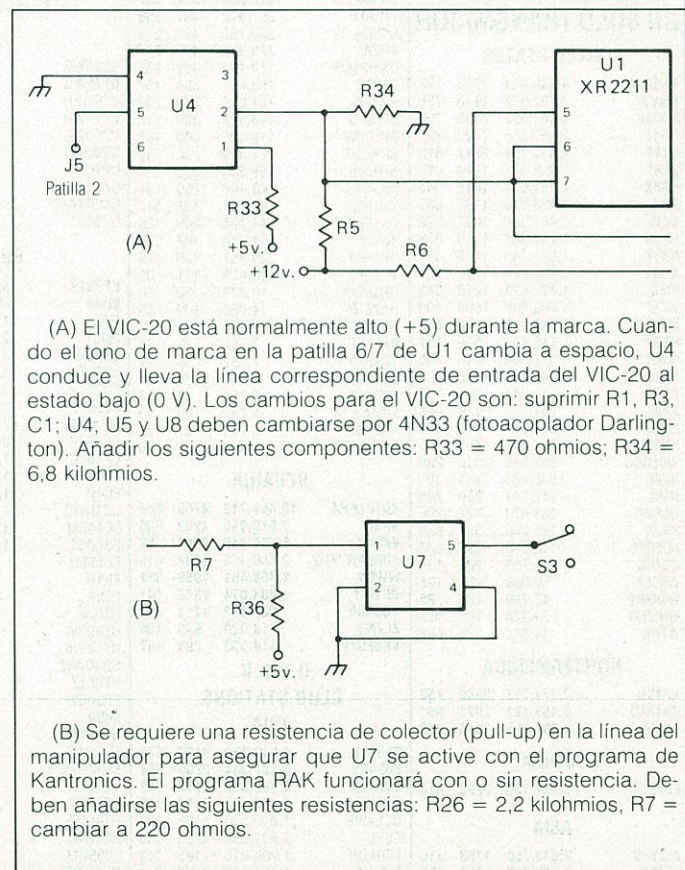 U1
XR2211
4
3
R34
5
U4
2
5
6
1
6
J5
7
Patilla 2
R33
R5
(A)
+5v.
R6
+12v.
(A) El VIC-20 está normalmente alto (+5) durante la marca. Cuan-
do el tono de marca en la patilla 6/7 de U1 cambia a espacio, U4
conduce y lleva la línea correspondiente de entrada del VIC-20 al
estado bajo (0 V). Los cambios para el VIC-20 son: suprimir R1, R3,
C1; U4, U5 y U8 deben cambiarse por 4N33 (fotoacoplador Darling-
ton). Añadir los siguientes componentes: R33 = 470 ohmios; R34 =
6,8 kilohmios.
R7
1
5
U7
S3
(B)
R36
2
4
+5v.
(B) Se requiere una resistencia de colector (pull-up) en la línea del
manipulador para asegurar que U7 se active con el programa de
Kantronics. El programa RAK funcionará con o sin resistencia. De-
ben añadirse las siguientes resistencias: R26 = 2,2 kilohmios, R7 =
cambiar a 220 ohmios.